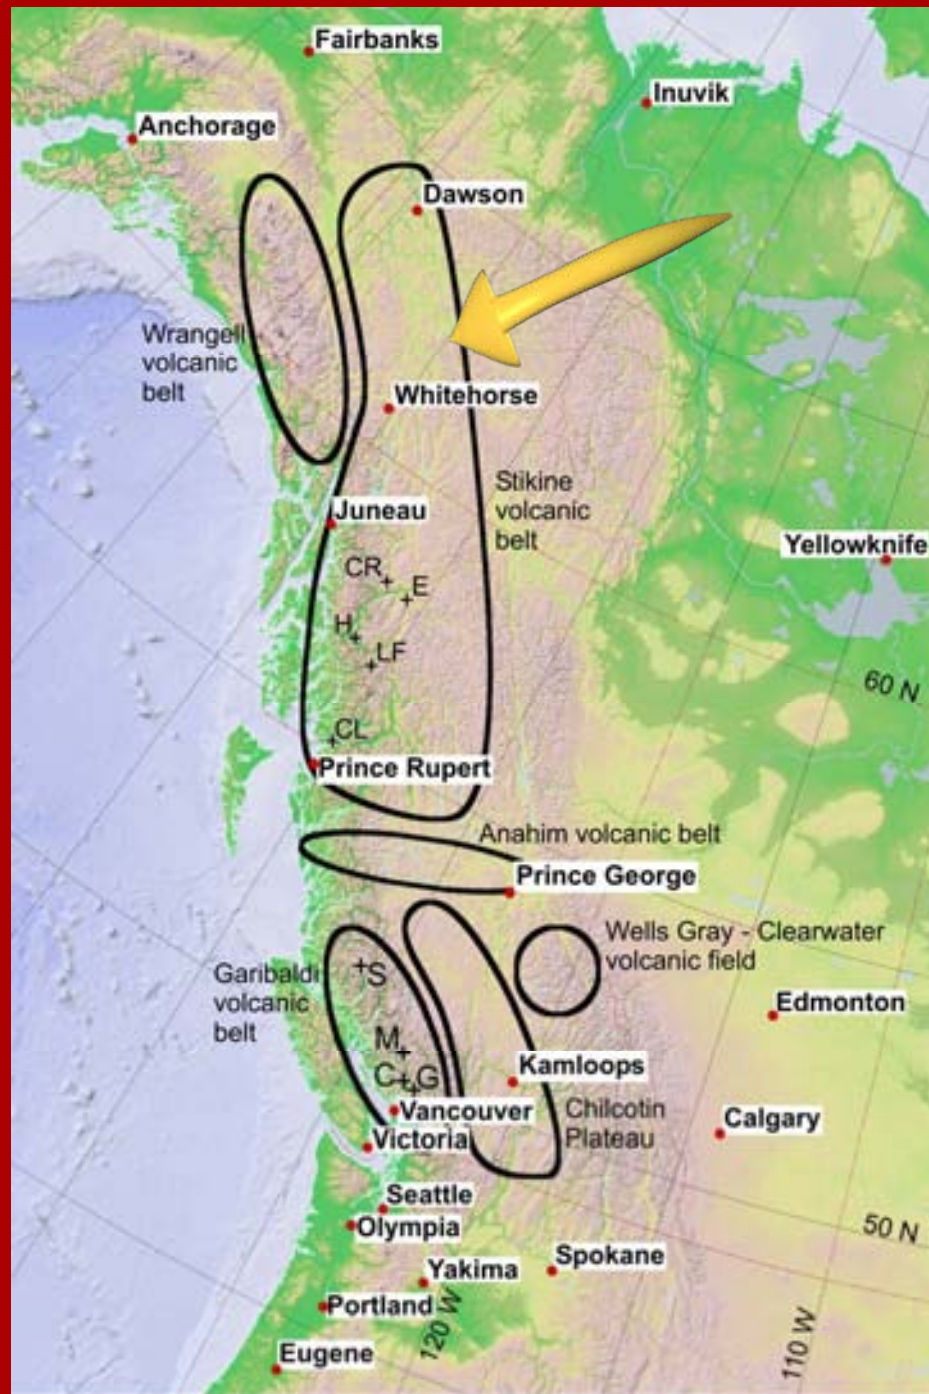 Fairbanks
Inuvik
Anchorage
Dawson
Wrangell
volcanic
belt
Whitehorse
Stikine
volcanic
belt
Juneau
Yellowknife
CR
E
H
LF
60 N
CL
Prince Rupert
Anahim volcanic belt
Prince George
Wells Gray - Clearwater
volcanic field
Garibaldi
volcanic
belt
S
Edmonton
M
Kamloops
C
G
Vancouver
Chilcotin
Plateau
Calgary
Victoria
Seattle
Olympia
50 N
Spokane
Yakima
Portland
120 W
110 W
Eugene